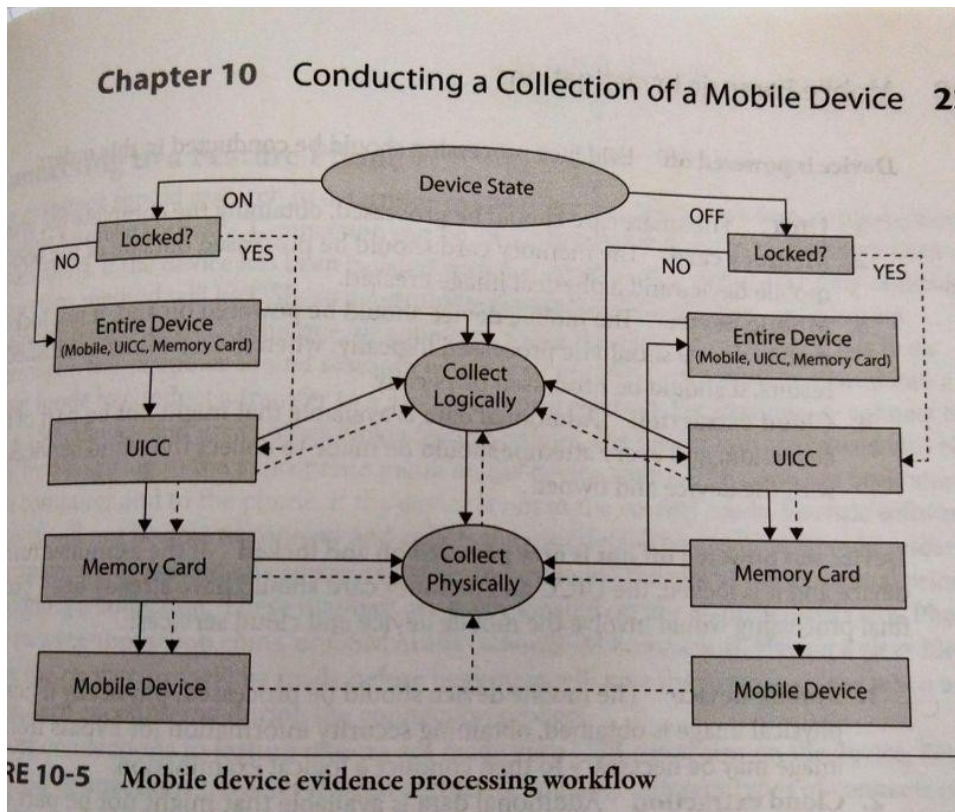 Chapter 10 Conducting a Collection of a Mobile Device
Device State
ON
OFF
Locked?
Locked?
NO
YES
NO
YES
Entire Device
(Mobile, UICC, Memory Card)
Entire Device
(Mobile, UICC, Memory Card)
Collect
Logically
UICC
UICC
Memory Card
Collect
Physically
Memory Card
Mobile Device
Mobile Device
RE 10-5 Mobile device evidence processing workflow